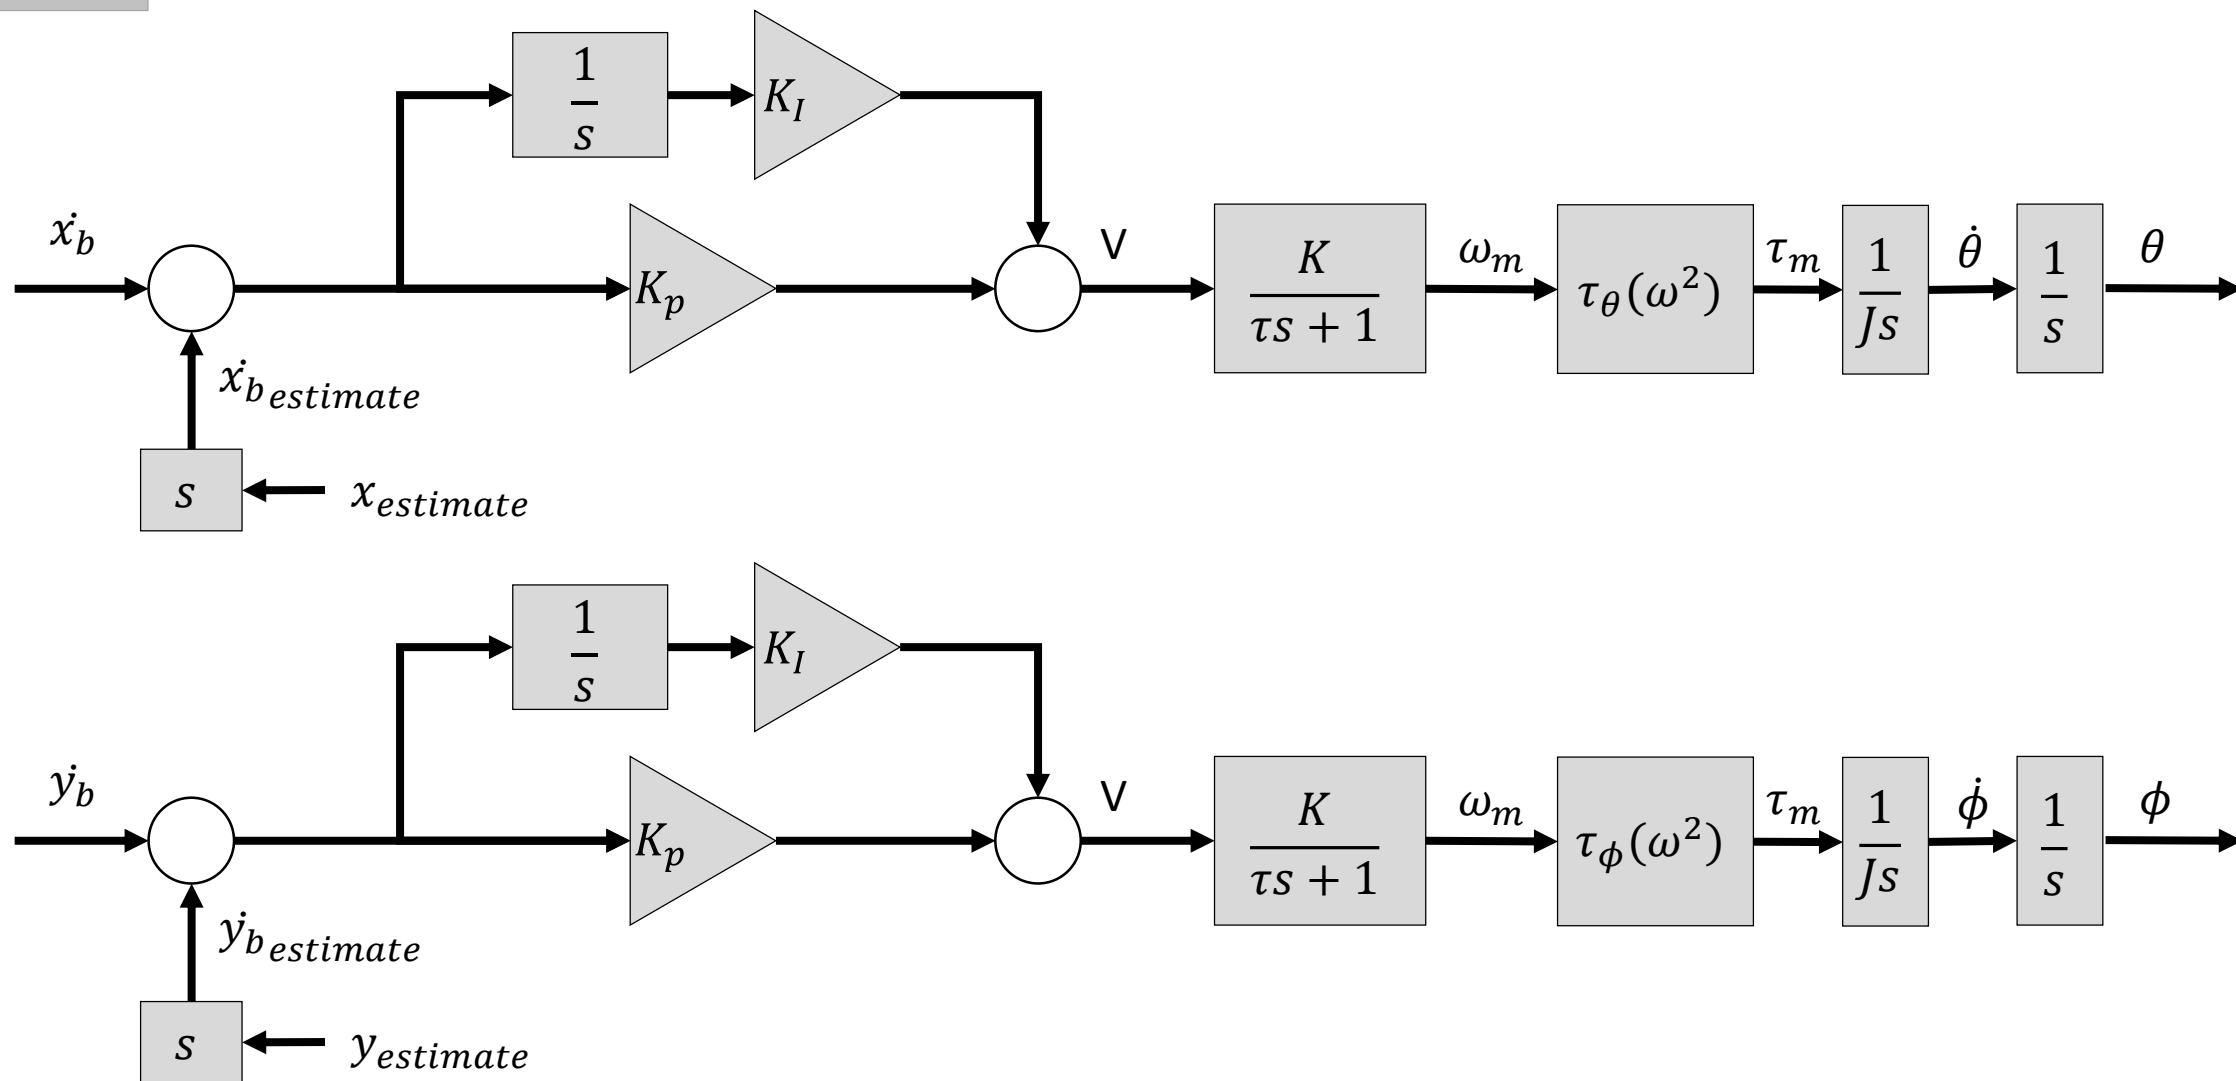 1/s
K_I
ẋ_b
K_p
V
K/(τs + 1)
ω_m
τ_θ(ω²)
τ_m
1/(Js)
θ̇
1/s
θ
ẋ_b estimate
s
x_estimate
1/s
K_I
ẏ_b
K_p
V
K/(τs + 1)
ω_m
τ_ϕ(ω²)
τ_m
1/(Js)
ϕ̇
1/s
ϕ
ẏ_b estimate
s
y_estimate